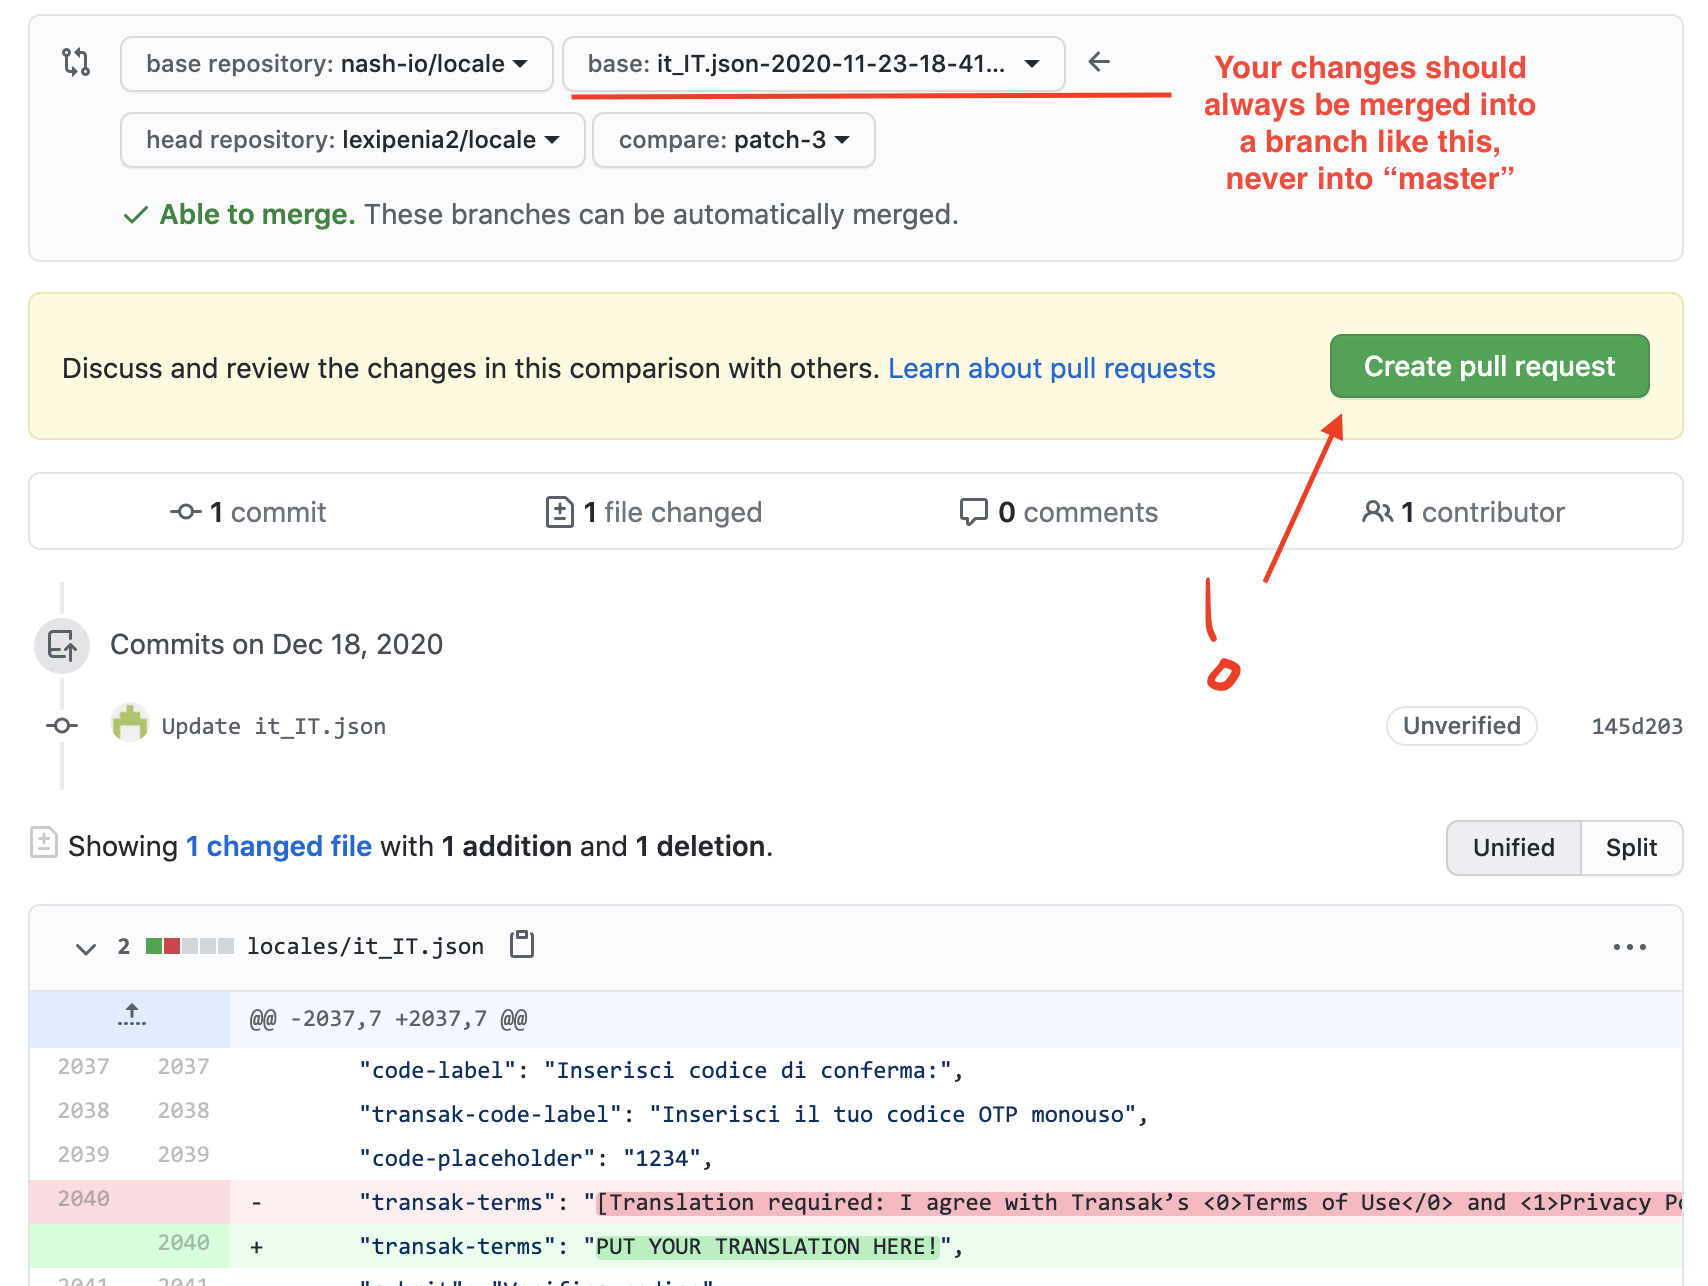 base repository: nash-io/locale
base: it_IT.json-2020-11-23-18-41...
Your changes should
always be merged into
a branch like this,
never into “master”
head repository: lexipenia2/locale
compare: patch-3
Able to merge. These branches can be automatically merged.
Discuss and review the changes in this comparison with others. Learn about pull requests
Create pull request
1 commit
1 file changed
0 comments
1 contributor
Commits on Dec 18, 2020
Update it_IT.json
Unverified
145d203
Showing 1 changed file with 1 addition and 1 deletion.
Unified
Split
2 locales/it_IT.json
@@ -2037,7 +2037,7 @@
2037 2037 "code-label": "Inserisci codice di conferma:",
2038 2038 "transak-code-label": "Inserisci il tuo codice OTP monouso",
2039 2039 "code-placeholder": "1234",
2040 - "transak-terms": "[Translation required: I agree with Transak’s <0>Terms of Use</0> and <1>Privacy
2040 + "transak-terms": "PUT YOUR TRANSLATION HERE!",
2041 2041